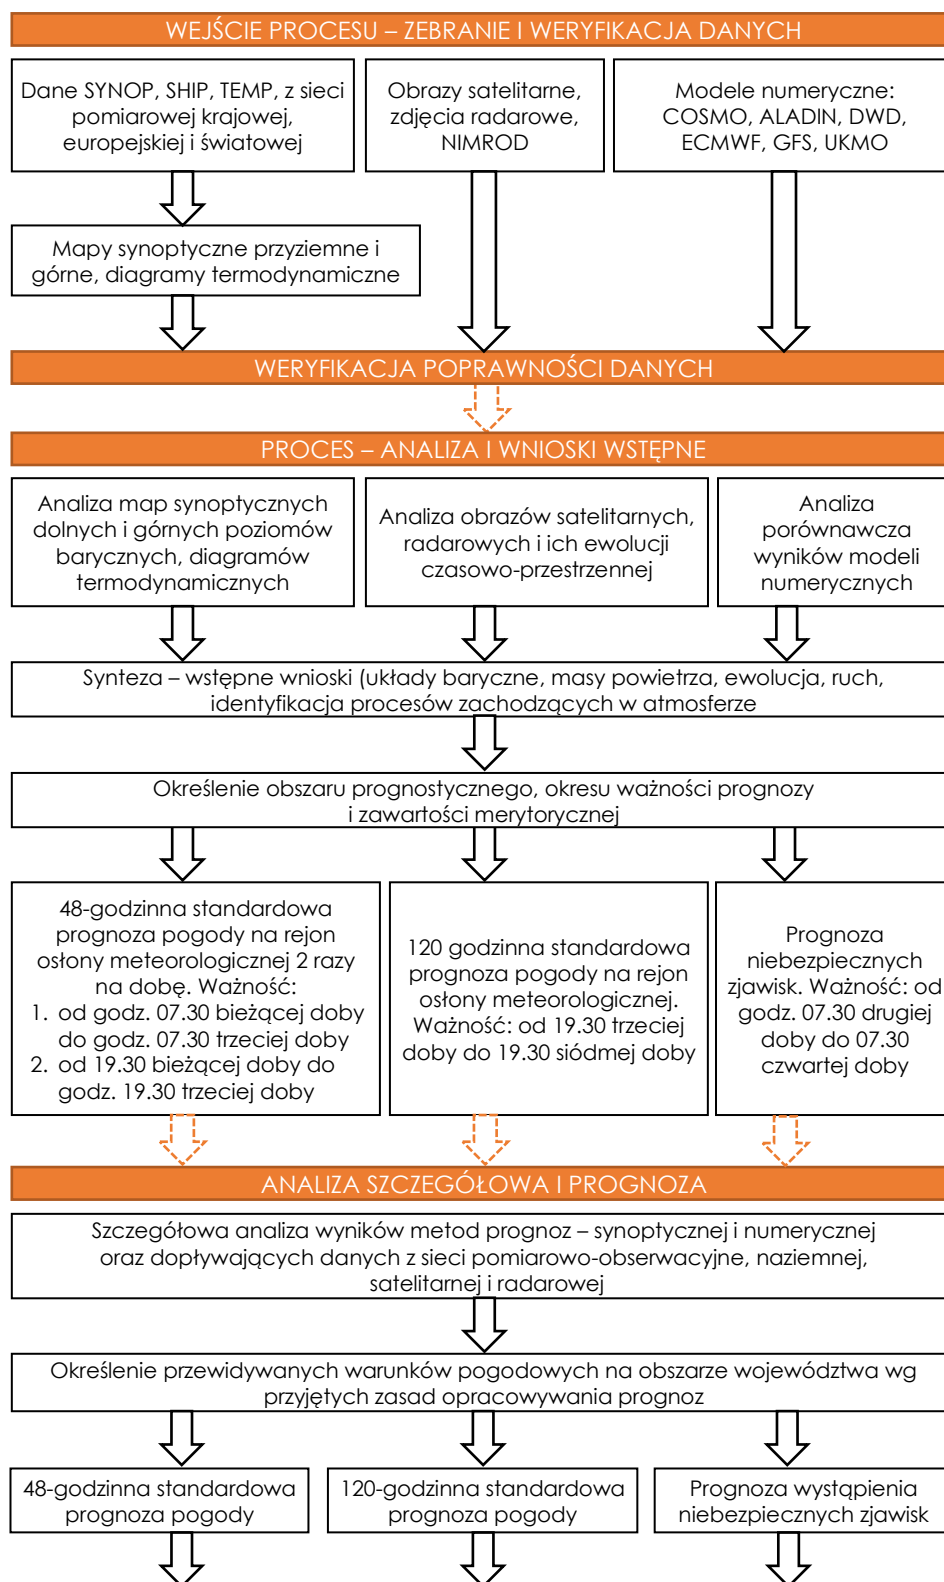 WEJŚCIE PROCESU – ZEBRANIE I WERYFIKACJA DANYCH
Dane SYNOP, SHIP, TEMP, z sieci
pomiarowej krajowej,
europejskiej i światowej
Obrazy satelitarne,
zdjęcia radarowe,
NIMROD
Modele numeryczne:
COSMO, ALADIN, DWD,
ECMWF, GFS, UKMO
Mapy synoptyczne przyziemne i
górne, diagramy termodynamiczne
WERYFIKACJA POPRAWNOŚCI DANYCH
PROCES – ANALIZA I WNIOSKI WSTĘPNE
Analiza map synoptycznych
dolnych i górnych poziomów
barycznych, diagramów
termodynamicznych
Analiza obrazów satelitarnych,
radarowych i ich ewolucji
czasowo-przestrzennej
Analiza
porównawcza
wyników modeli
numerycznych
Synteza – wstępne wnioski (układy baryczne, masy powietrza, ewolucja, ruch,
identyfikacja procesów zachodzących w atmosferze
Określenie obszaru prognostycznego, okresu ważności prognozy
i zawartości merytorycznej
48-godzinna standardowa
prognoza pogody na rejon
osłony meteorologicznej 2 razy
na dobę. Ważność:
1. od godz. 07.30 bieżącej doby
do godz. 07.30 trzeciej doby
2. od 19.30 bieżącej doby do
godz. 19.30 trzeciej doby
120 godzinna standardowa
prognoza pogody na rejon
osłony meteorologicznej.
Ważność: od 19.30 trzeciej
doby do 19.30 siódmej doby
Prognoza
niebezpiecznych
zjawisk. Ważność: od
godz. 07.30 drugiej
doby do 07.30
czwartej doby
ANALIZA SZCZEGÓŁOWA I PROGNOZA
Szczegółowa analiza wyników metod prognoz – synoptycznej i numerycznej
oraz dopływających danych z sieci pomiarowo-obserwacyjne, naziemnej,
satelitarnej i radarowej
Określenie przewidywanych warunków pogodowych na obszarze województwa wg
przyjętych zasad opracowywania prognoz
48-godzinna standardowa
prognoza pogody
120-godzinna standardowa
prognoza pogody
Prognoza wystąpienia
niebezpiecznych zjawisk